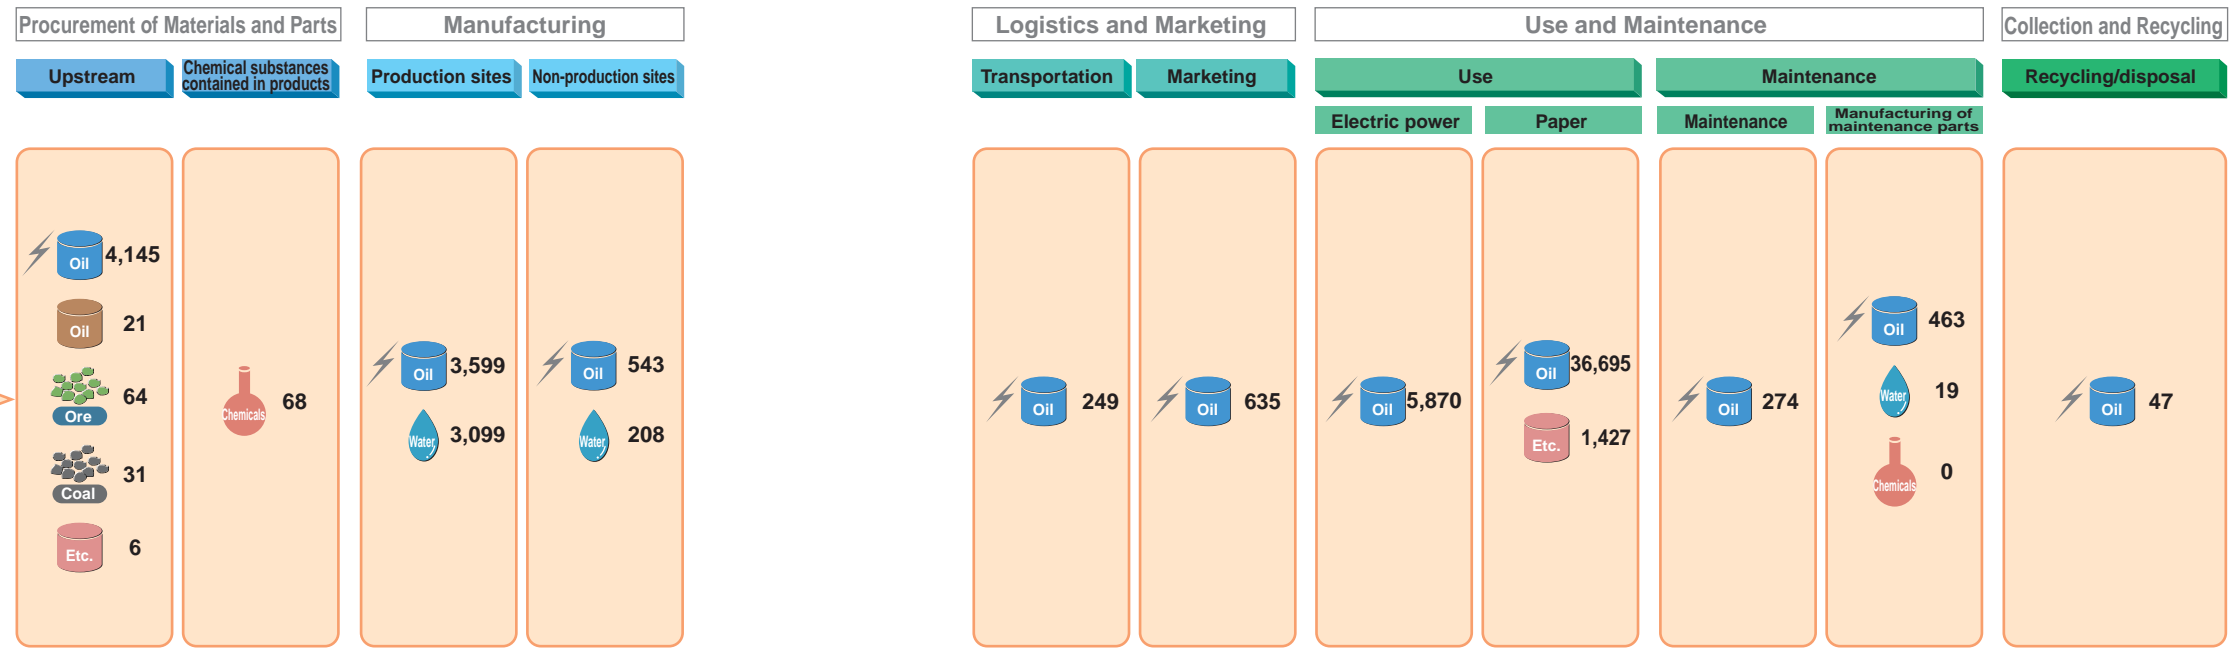 Procurement of Materials and Parts
Manufacturing
Logistics and Marketing
Use and Maintenance
Collection and Recycling
Upstream
Chemical substances
contained in products
Production sites
Non-production sites
Transportation
Marketing
Use
Maintenance
Recycling/disposal
Electric power
Paper
Maintenance
Manufacturing of
maintenance parts
Oil 4,145
Oil 21
Ore 64
Coal 31
Etc. 6
Chemicals 68
Oil 3,599
Water 3,099
Oil 543
Water 208
Oil 249
Oil 635
Oil 5,870
Oil 36,695
Etc. 1,427
Oil 274
Oil 463
Water 19
Chemicals 0
Oil 47